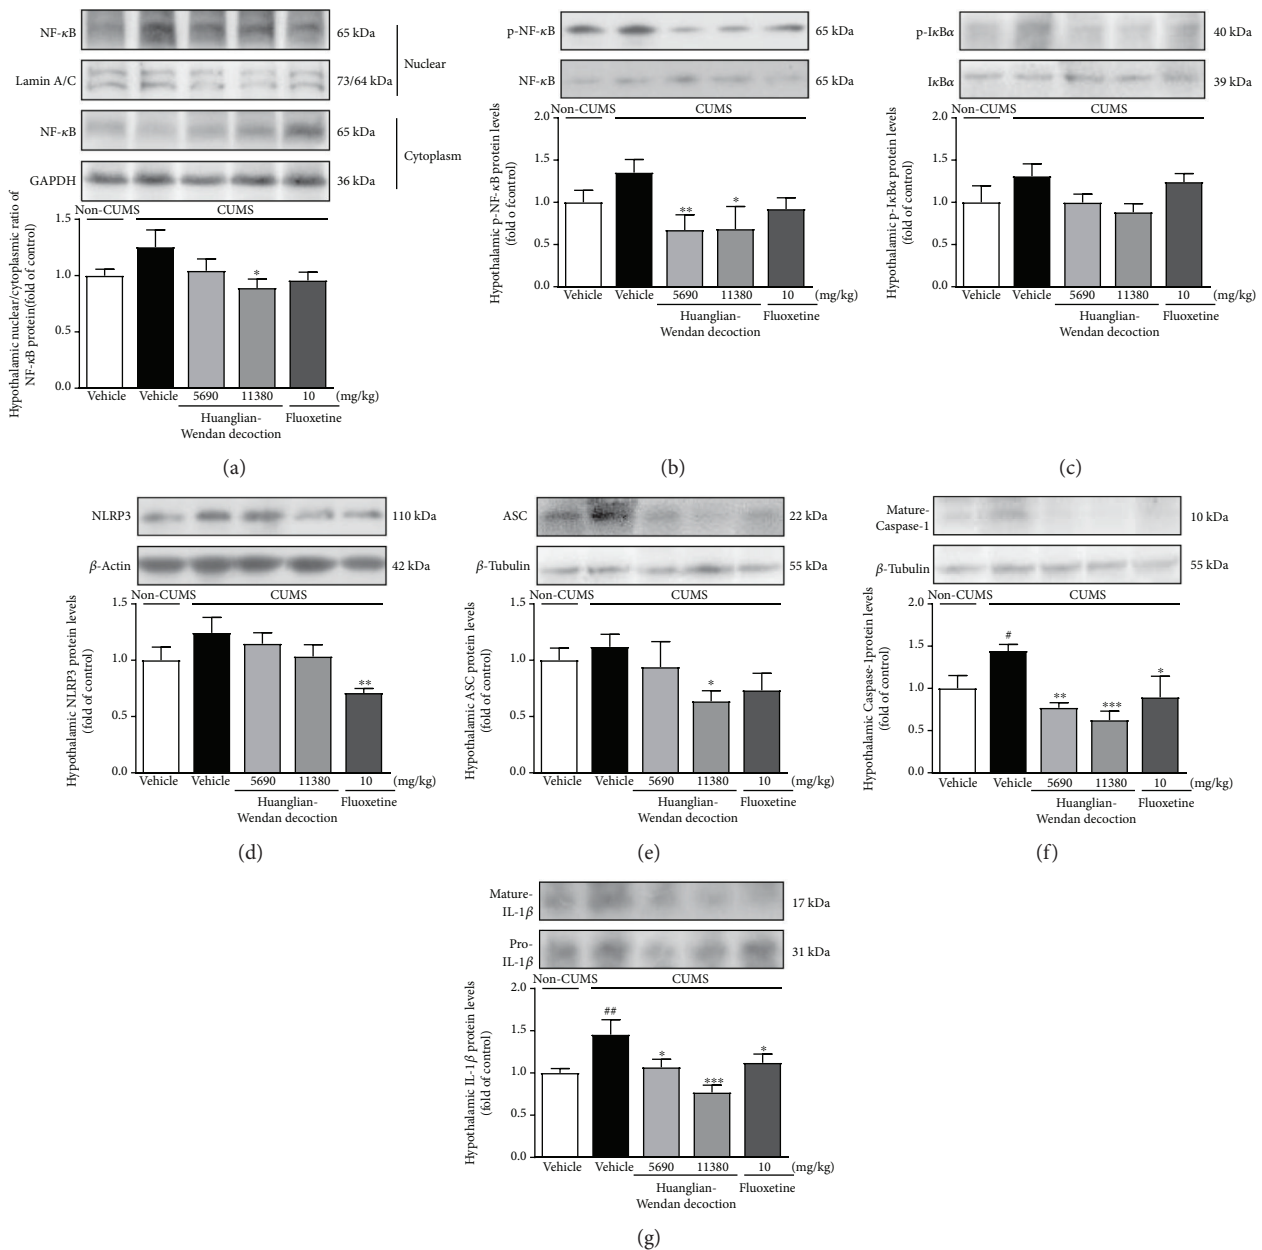 NF-κB
65 kDa
Lamin A/C
73/64 kDa
Nuclear
NF-κB
65 kDa
GAPDH
36 kDa
Cytoplasm
Non-CUMS
CUMS
Hypothalamic nuclear/cytoplasmic ratio of
NF-κB protein(fold of control)
1.5
1.0
0.5
0.0
*
Vehicle
Vehicle
5690
11380
10
(mg/kg)
Huanglian-
Wendan decoction
Fluoxetine
(a)
p-NF-κB
65 kDa
NF-κB
65 kDa
Non-CUMS
CUMS
Hypothalamic p-NF-κB protein levels
(fold o fcontrol)
2.0
1.5
1.0
0.5
0.0
**
*
Vehicle
Vehicle
5690
11380
10
(mg/kg)
Huanglian-
Wendan decoction
Fluoxetine
(b)
p-IκBα
40 kDa
IκBα
39 kDa
Non-CUMS
CUMS
Hypothalamic p-IκBα protein levels
(fold of control)
2.0
1.5
1.0
0.5
0.0
Vehicle
Vehicle
5690
11380
10
(mg/kg)
Huanglian-
Wendan decoction
Fluoxetine
(c)
NLRP3
110 kDa
β-Actin
42 kDa
Non-CUMS
CUMS
Hypothalamic NLRP3 protein levels
(fold of control)
1.5
1.0
0.5
0.0
**
Vehicle
Vehicle
5690
11380
10
(mg/kg)
Huanglian-
Wendan decoction
Fluoxetine
(d)
ASC
22 kDa
β-Tubulin
55 kDa
Non-CUMS
CUMS
Hypothalamic ASC protein levels
(fold of control)
1.5
1.0
0.5
0.0
*
Vehicle
Vehicle
5690
11380
10
(mg/kg)
Huanglian-
Wendan decoction
Fluoxetine
(e)
Mature-
Caspase-1
10 kDa
β-Tubulin
55 kDa
Non-CUMS
CUMS
Hypothalamic Caspase-1protein levels
(fold of control)
2.0
1.5
1.0
0.5
0.0
#
**
***
*
Vehicle
Vehicle
5690
11380
10
(mg/kg)
Huanglian-
Wendan decoction
Fluoxetine
(f)
Mature-
IL-1β
17 kDa
Pro-
IL-1β
31 kDa
Non-CUMS
CUMS
Hypothalamic IL-1β protein levels
(fold of control)
2.0
1.5
1.0
0.5
0.0
##
*
***
*
Vehicle
Vehicle
5690
11380
10
(mg/kg)
Huanglian-
Wendan decoction
Fluoxetine
(g)